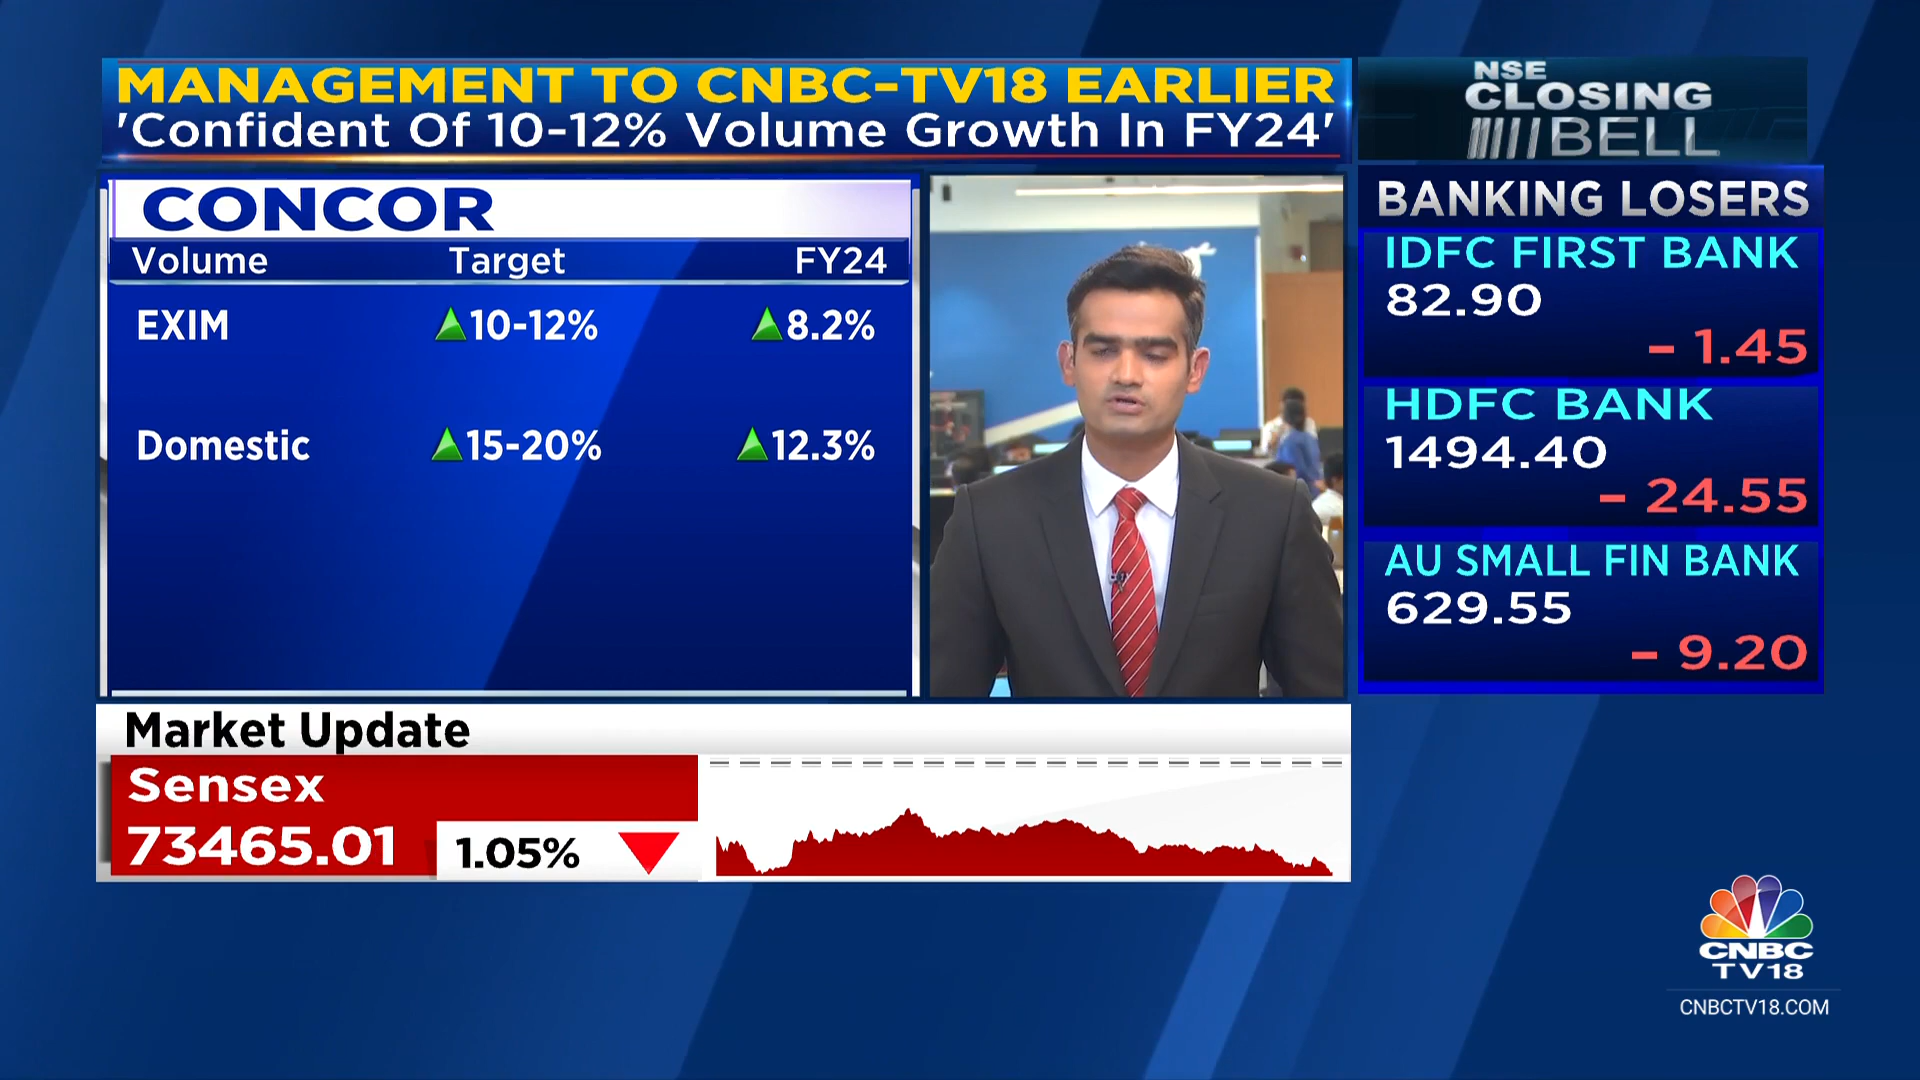 MANAGEMENT TO CNBC-TV18 EARLIER
'Confident Of 10-12% Volume Growth In FY24'
NSE
CLOSING
BELL
CONCOR
Volume Target FY24
EXIM 10-12% 8.2%
Domestic 15-20% 12.3%
BANKING LOSERS
IDFC FIRST BANK
82.90
- 1.45
HDFC BANK
1494.40
- 24.55
AU SMALL FIN BANK
629.55
- 9.20
Market Update
Sensex
73465.01 1.05%
CNBC
TV18
CNBCTV18.COM